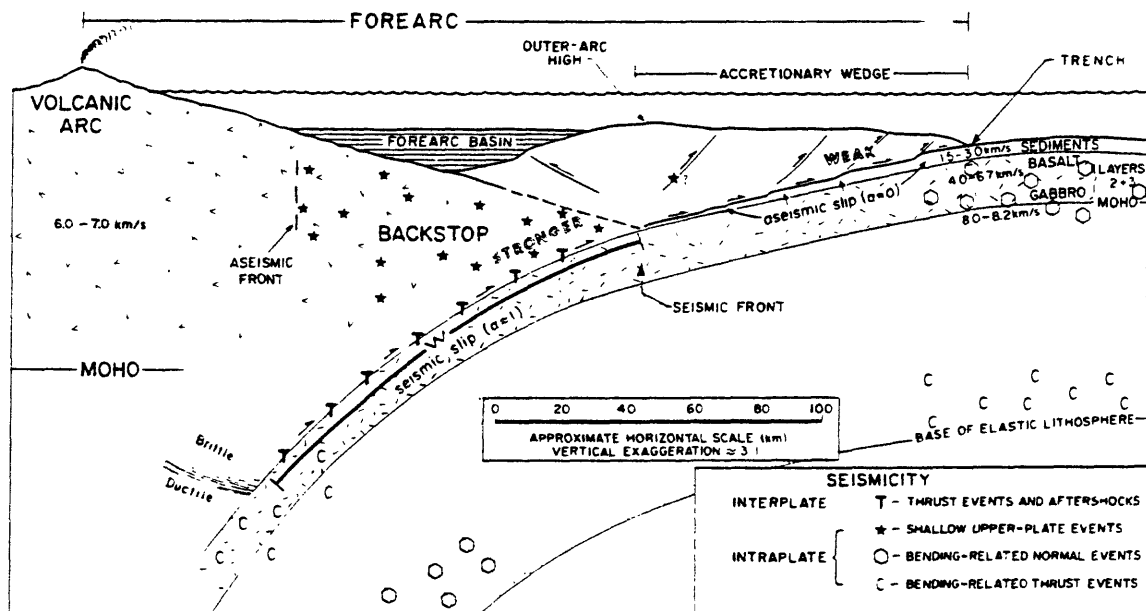 FOREARC
OUTER-ARC
HIGH
ACCRETIONARY WEDGE
TRENCH
VOLCANIC
ARC
FOREARC BASIN
WEAK
1.5-3.0 km/s SEDIMENTS
BASALT
4.0-6.7 km/s
LAYERS
2+3
GABBRO
MOHO
8.0-8.2 km/s
aseismic slip (α=0)
6.0-7.0 km/s
BACKSTOP
STRONGER
ASEISMIC
FRONT
SEISMIC FRONT
W
seismic slip (α=1)
MOHO
Brittle
Ductile
0 20 40 60 80 100
APPROXIMATE HORIZONTAL SCALE (km)
VERTICAL EXAGGERATION ≈ 3:1
BASE OF ELASTIC LITHOSPHERE
SEISMICITY
INTERPLATE T - THRUST EVENTS AND AFTERSHOCKS
★ - SHALLOW UPPER-PLATE EVENTS
INTRAPLATE ⬡ - BENDING-RELATED NORMAL EVENTS
C - BENDING-RELATED THRUST EVENTS